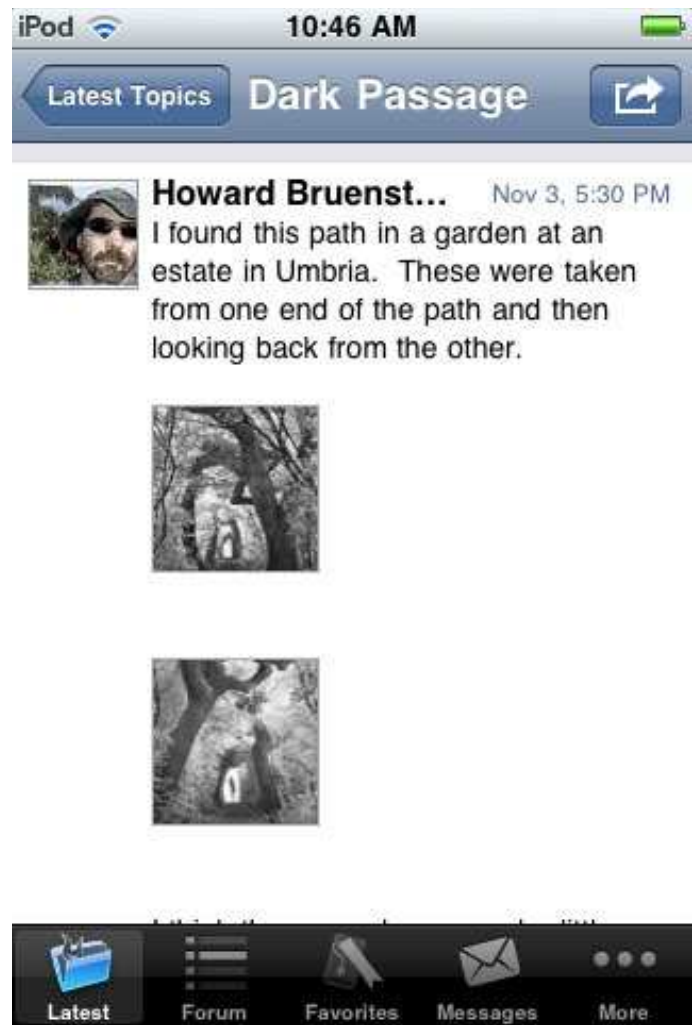 iPod 10:46 AM
Latest Topics Dark Passage
Howard Bruenst... Nov 3, 5:30 PM
I found this path in a garden at an
estate in Umbria.  These were taken
from one end of the path and then
looking back from the other.
Latest Forum Favorites Messages More